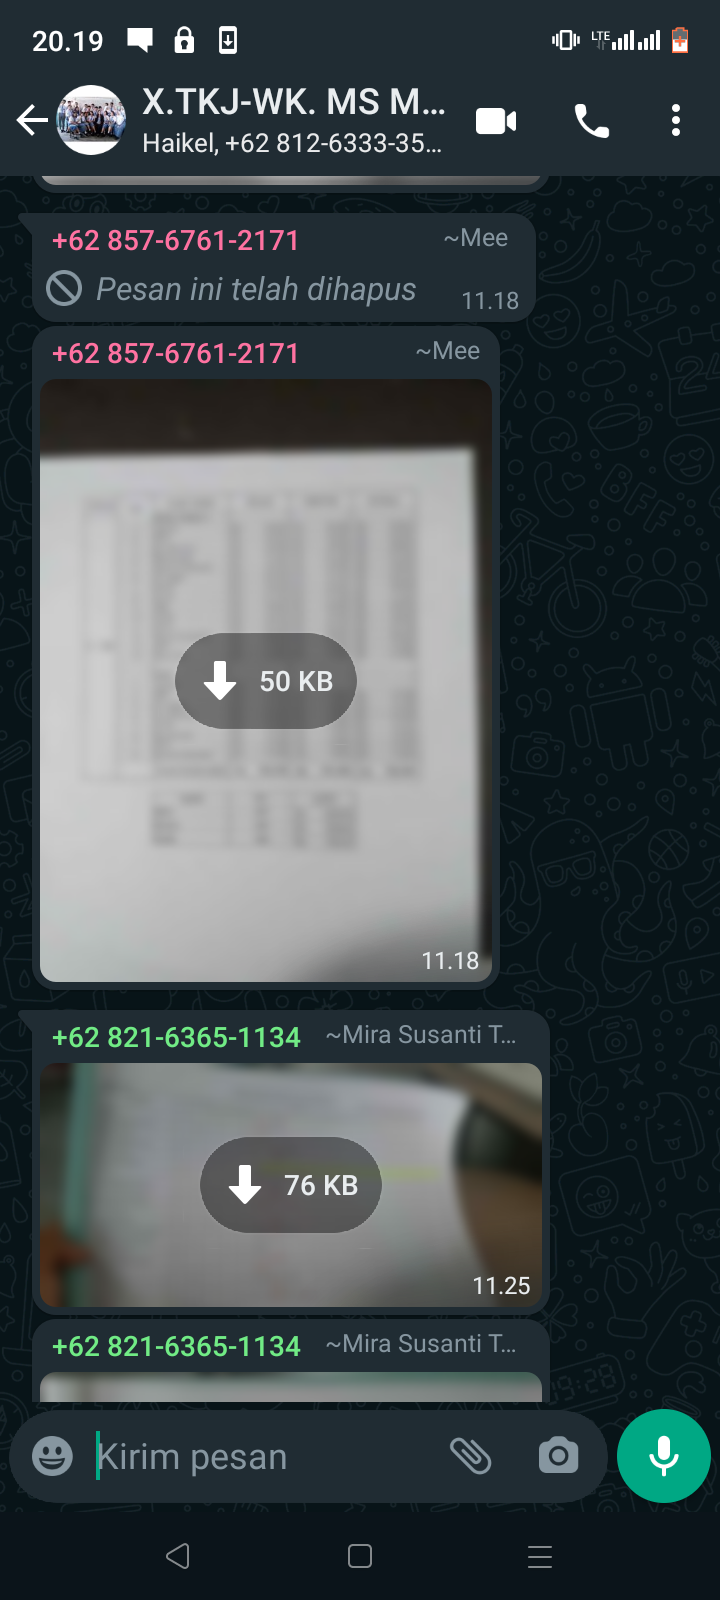 20.19
LTE
X.TKJ-WK. MS M...
Haikel, +62 812-6333-35...
+62 857-6761-2171 ~Mee
Pesan ini telah dihapus 11.18
+62 857-6761-2171 ~Mee
50 KB
11.18
+62 821-6365-1134 ~Mira Susanti T...
76 KB
11.25
+62 821-6365-1134 ~Mira Susanti T...
Kirim pesan